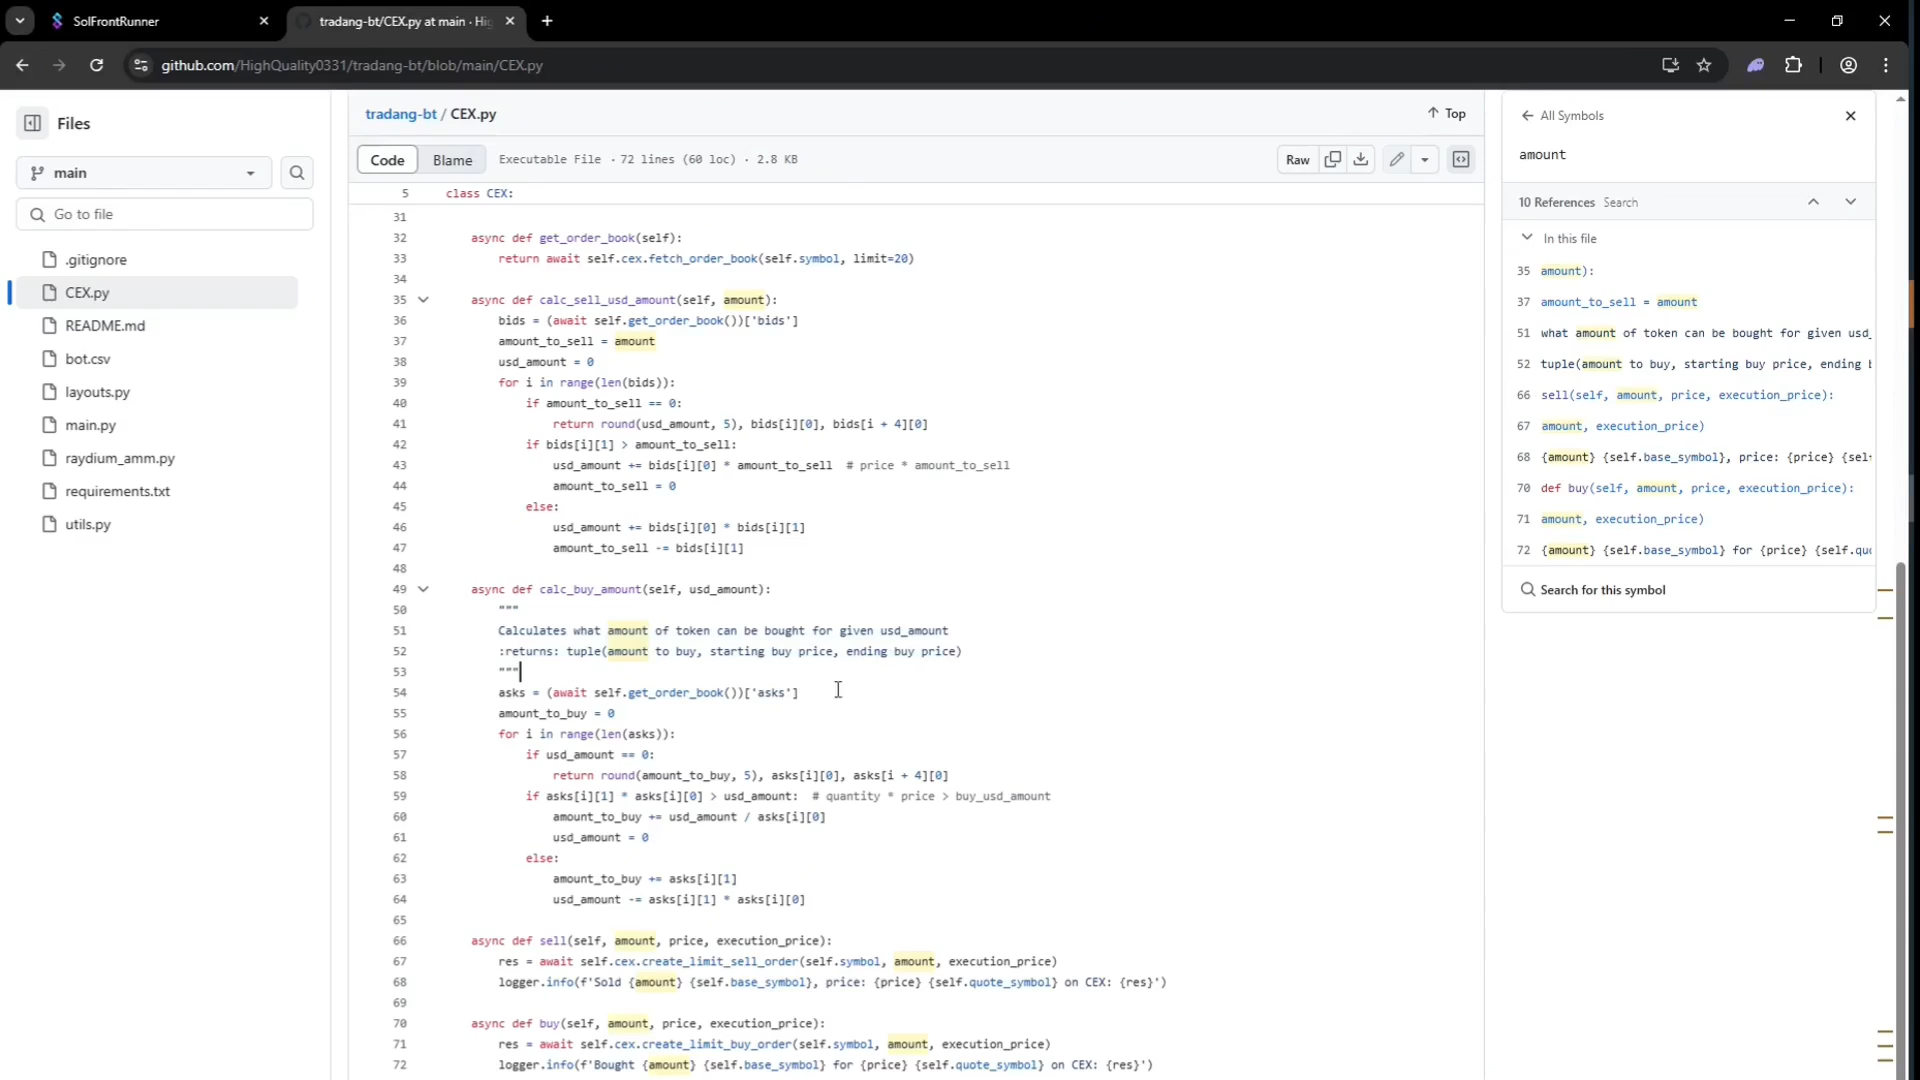 SolFrontRunner
tradang-bt/CEX.py at main · Hi
github.com/HighQuality0331/tradang-bt/blob/main/CEX.py
Files
main
Go to file
.gitignore
CEX.py
README.md
bot.csv
layouts.py
main.py
raydium_amm.py
requirements.txt
utils.py
tradang-bt / CEX.py
Top
Code
Blame
Executable File · 72 lines (60 loc) · 2.8 KB
Raw
5 class CEX:
31
32 async def get_order_book(self):
33 return await self.cex.fetch_order_book(self.symbol, limit=20)
34
35 async def calc_sell_usd_amount(self, amount):
36 bids = (await self.get_order_book())['bids']
37 amount_to_sell = amount
38 usd_amount = 0
39 for i in range(len(bids)):
40 if amount_to_sell == 0:
41 return round(usd_amount, 5), bids[i][0], bids[i + 4][0]
42 if bids[i][1] > amount_to_sell:
43 usd_amount += bids[i][0] * amount_to_sell # price * amount_to_sell
44 amount_to_sell = 0
45 else:
46 usd_amount += bids[i][0] * bids[i][1]
47 amount_to_sell -= bids[i][1]
48
49 async def calc_buy_amount(self, usd_amount):
50 """
51 Calculates what amount of token can be bought for given usd_amount
52 :returns: tuple(amount to buy, starting buy price, ending buy price)
53 """
54 asks = (await self.get_order_book())['asks']
55 amount_to_buy = 0
56 for i in range(len(asks)):
57 if usd_amount == 0:
58 return round(amount_to_buy, 5), asks[i][0], asks[i + 4][0]
59 if asks[i][1] * asks[i][0] > usd_amount: # quantity * price > buy_usd_amount
60 amount_to_buy += usd_amount / asks[i][0]
61 usd_amount = 0
62 else:
63 amount_to_buy += asks[i][1]
64 usd_amount -= asks[i][1] * asks[i][0]
65
66 async def sell(self, amount, price, execution_price):
67 res = await self.cex.create_limit_sell_order(self.symbol, amount, execution_price)
68 logger.info(f'Sold {amount} {self.base_symbol}, price: {price} {self.quote_symbol} on CEX: {res}')
69
70 async def buy(self, amount, price, execution_price):
71 res = await self.cex.create_limit_buy_order(self.symbol, amount, execution_price)
72 logger.info(f'Bought {amount} {self.base_symbol} for {price} {self.quote_symbol} on CEX: {res}')
All Symbols
amount
10 References Search
In this file
35 amount):
37 amount_to_sell = amount
51 what amount of token can be bought for given usd_
52 tuple(amount to buy, starting buy price, ending b
66 sell(self, amount, price, execution_price):
67 amount, execution_price)
68 {amount} {self.base_symbol}, price: {price} {sel
70 def buy(self, amount, price, execution_price):
71 amount, execution_price)
72 {amount} {self.base_symbol} for {price} {self.quo
Search for this symbol